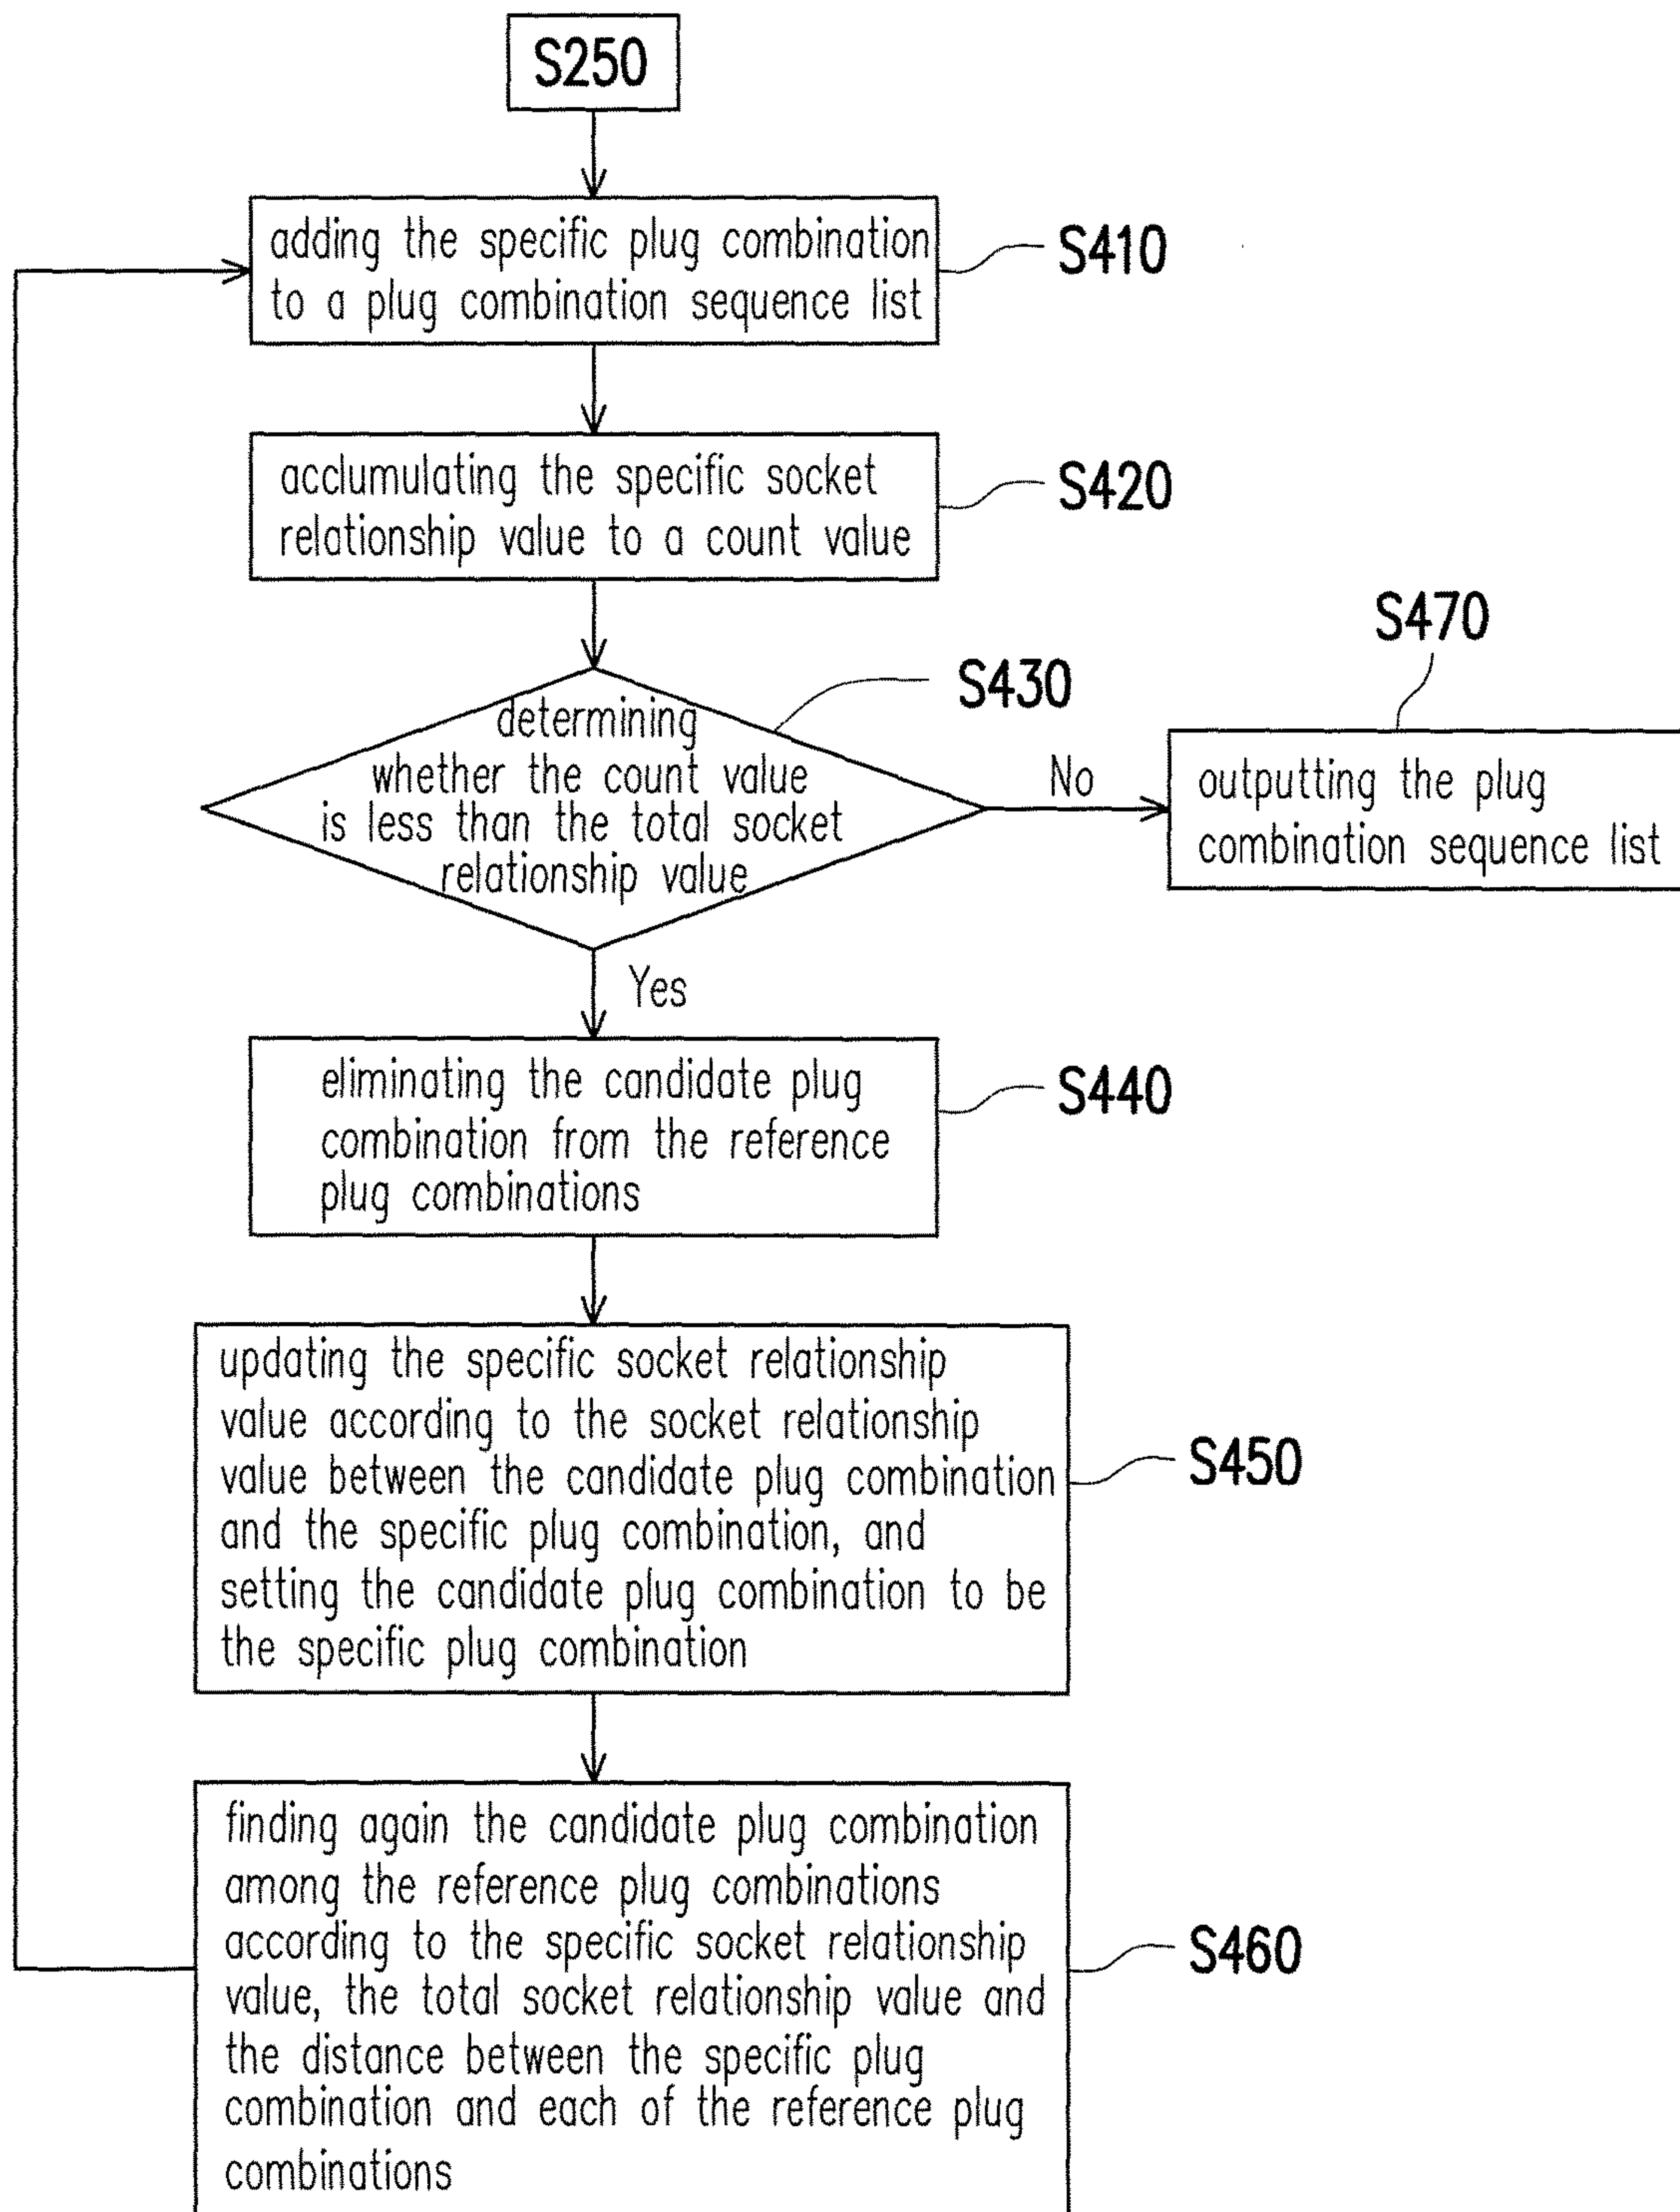 S250
adding the specific plug combination
to a plug combination sequence list
S410
acclumulating the specific socket
relationship value to a count value
S420
determining
whether the count value
is less than the total socket
relationship value
S430
No
S470
outputting the plug
combination sequence list
Yes
eliminating the candidate plug
combination from the reference
plug combinations
S440
updating the specific socket relationship
value according to the socket relationship
value between the candidate plug combination
and the specific plug combination, and
setting the candidate plug combination to be
the specific plug combination
S450
finding again the candidate plug combination
among the reference plug combinations
according to the specific socket relationship
value, the total socket relationship value and
the distance between the specific plug
combination and each of the reference plug
combinations
S460